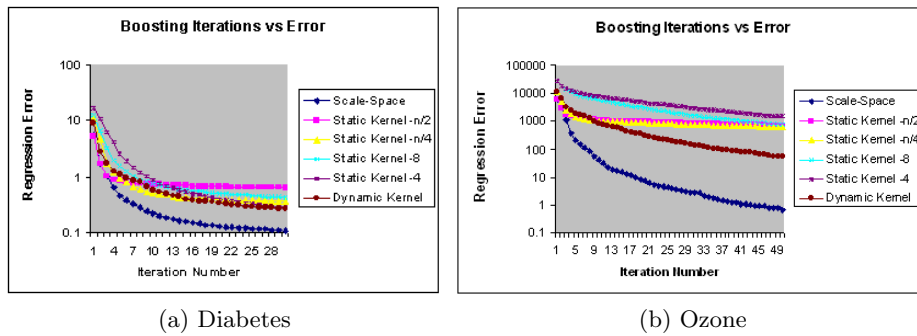 Boosting Iterations vs Error
Regression Error
100
10
1
0.1
1 4 7 10 13 16 19 22 25 28
Iteration Number
Scale-Space
Static Kernel -n/2
Static Kernel -n/4
Static Kernel -8
Static Kernel -4
Dynamic Kernel
(a) Diabetes
Boosting Iterations vs Error
Regression Error
100000
10000
1000
100
10
1
0.1
1 5 9 13 17 21 25 29 33 37 41 45 49
Iteration Number
Scale-Space
Static Kernel -n/2
Static Kernel -n/4
Static Kernel -8
Static Kernel -4
Dynamic Kernel
(b) Ozone